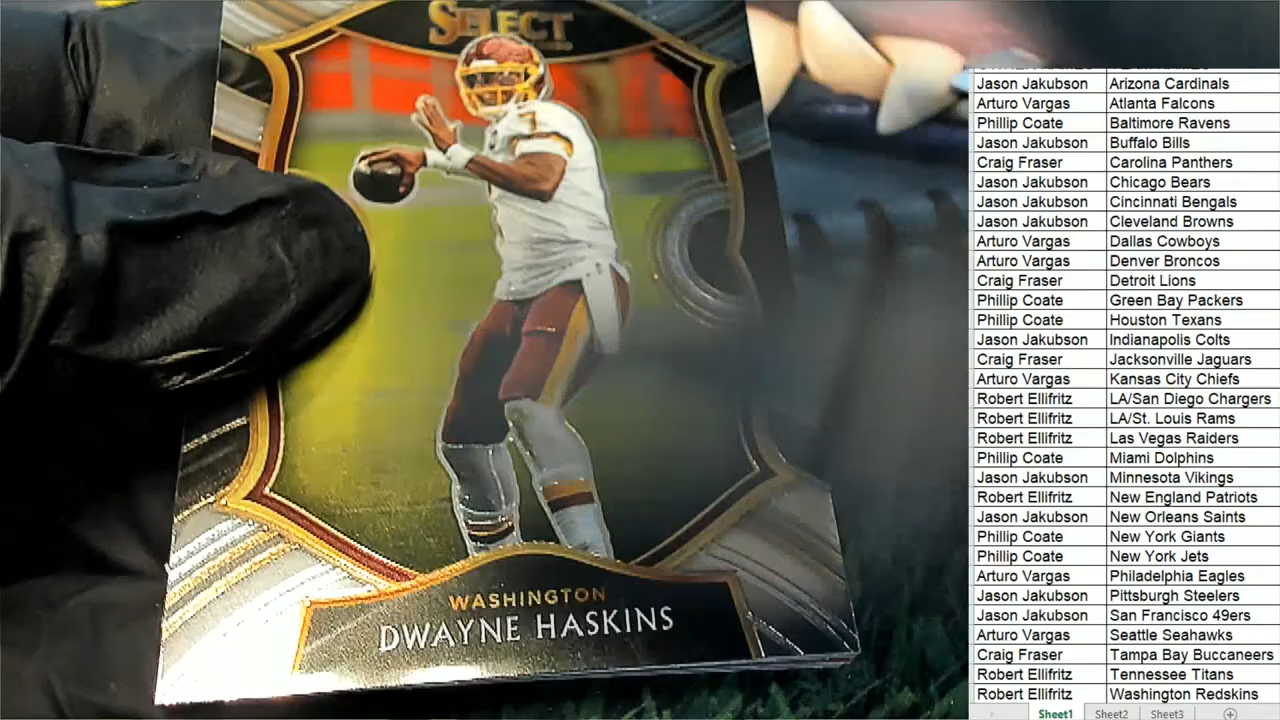 SELECT
7
WASHINGTON
DWAYNE HASKINS
Jason Jakubson Arizona Cardinals
Arturo Vargas Atlanta Falcons
Phillip Coate Baltimore Ravens
Jason Jakubson Buffalo Bills
Craig Fraser Carolina Panthers
Jason Jakubson Chicago Bears
Jason Jakubson Cincinnati Bengals
Jason Jakubson Cleveland Browns
Arturo Vargas Dallas Cowboys
Arturo Vargas Denver Broncos
Craig Fraser Detroit Lions
Phillip Coate Green Bay Packers
Phillip Coate Houston Texans
Jason Jakubson Indianapolis Colts
Craig Fraser Jacksonville Jaguars
Arturo Vargas Kansas City Chiefs
Robert Ellifritz LA/San Diego Chargers
Robert Ellifritz LA/St. Louis Rams
Robert Ellifritz Las Vegas Raiders
Phillip Coate Miami Dolphins
Jason Jakubson Minnesota Vikings
Robert Ellifritz New England Patriots
Jason Jakubson New Orleans Saints
Phillip Coate New York Giants
Phillip Coate New York Jets
Arturo Vargas Philadelphia Eagles
Jason Jakubson Pittsburgh Steelers
Jason Jakubson San Francisco 49ers
Arturo Vargas Seattle Seahawks
Craig Fraser Tampa Bay Buccaneers
Robert Ellifritz Tennessee Titans
Robert Ellifritz Washington Redskins
Sheet1 Sheet2 Sheet3